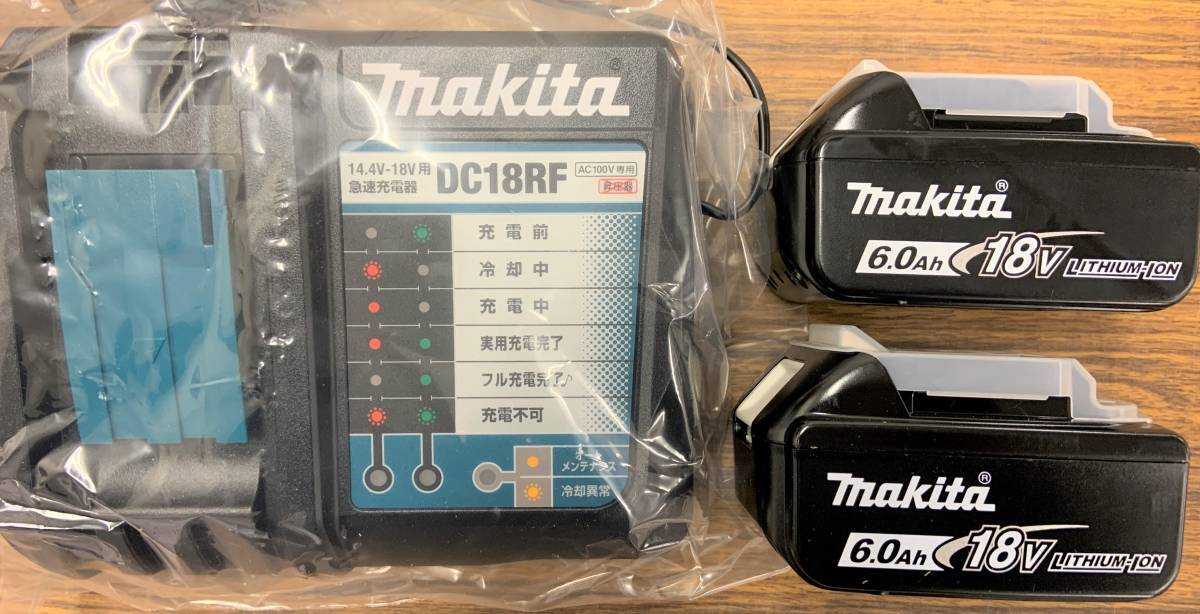 makita®
14.4V-18V用
急速充電器 DC18RF
AC100V専用
昇圧器
充電前
冷却中
充電中
実用充電完了
フル充電完了♪
充電不可
メンテナンス
冷却異常
makita®
6.0Ah 18V LITHIUM-ION
makita®
6.0Ah 18V LITHIUM-ION